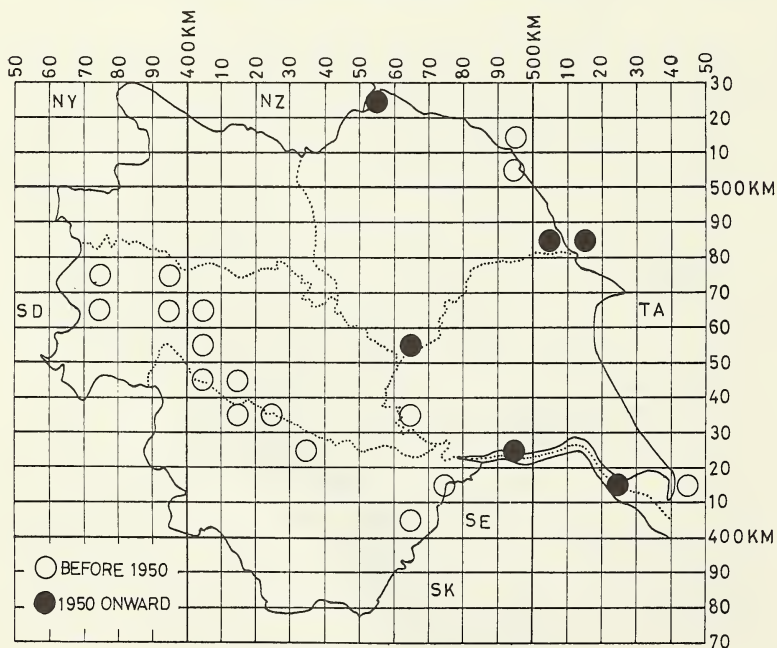 50 60 70 80 90 400KM 10 20 30 40 50 60 70 80 90 500KM 10 20 30 40 50
30
NY NZ
20
10
500KM
90
80
70
SD TA
60
50
40
30
20
10
SE
400KM
○ BEFORE 1950
90
SK
● 1950 ONWARD
80
70